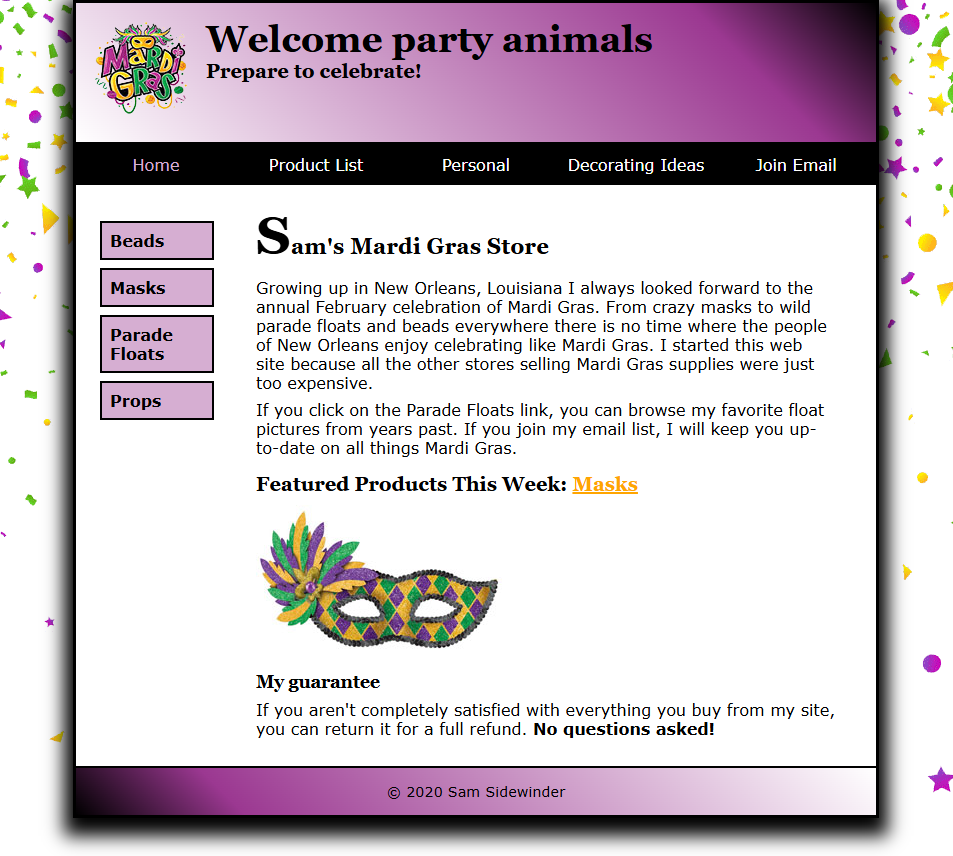 MARDI
GRAS
Welcome party animals
Prepare to celebrate!
Home Product List Personal Decorating Ideas Join Email
Beads
Masks
Parade
Floats
Props
Sam's Mardi Gras Store
Growing up in New Orleans, Louisiana I always looked forward to the
annual February celebration of Mardi Gras. From crazy masks to wild
parade floats and beads everywhere there is no time where the people
of New Orleans enjoy celebrating like Mardi Gras. I started this web
site because all the other stores selling Mardi Gras supplies were just
too expensive.
If you click on the Parade Floats link, you can browse my favorite float
pictures from years past. If you join my email list, I will keep you up-
to-date on all things Mardi Gras.
Featured Products This Week: Masks
My guarantee
If you aren't completely satisfied with everything you buy from my site,
you can return it for a full refund. No questions asked!
© 2020 Sam Sidewinder